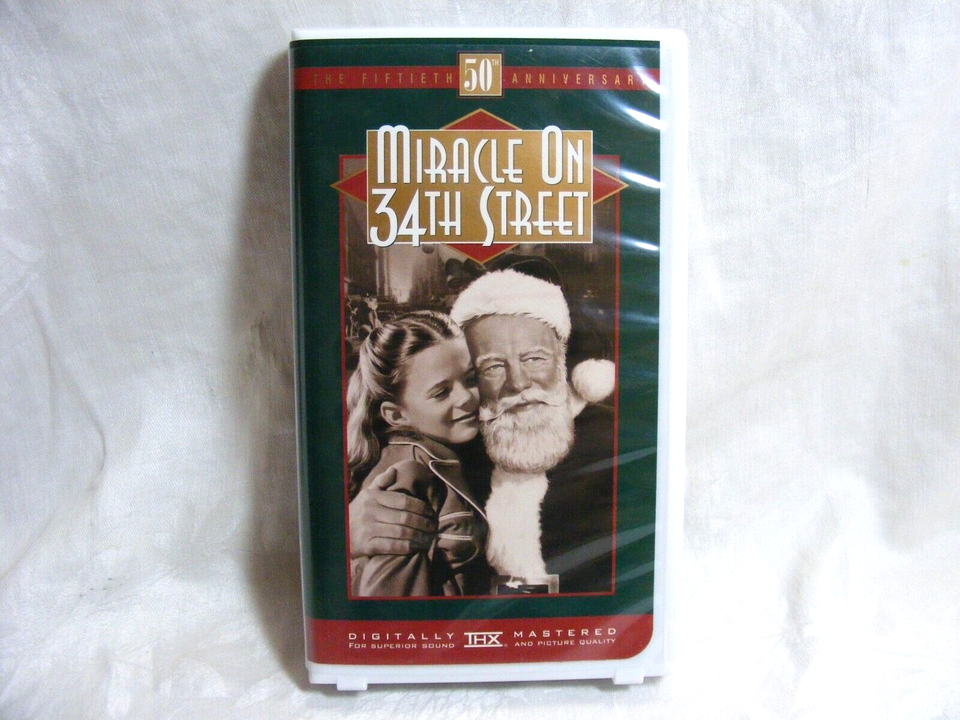 THE FIFTIETH 50TH ANNIVERSARY
MIRACLE ON
34TH STREET
DIGITALLY THX MASTERED
FOR SUPERIOR SOUND AND PICTURE QUALITY